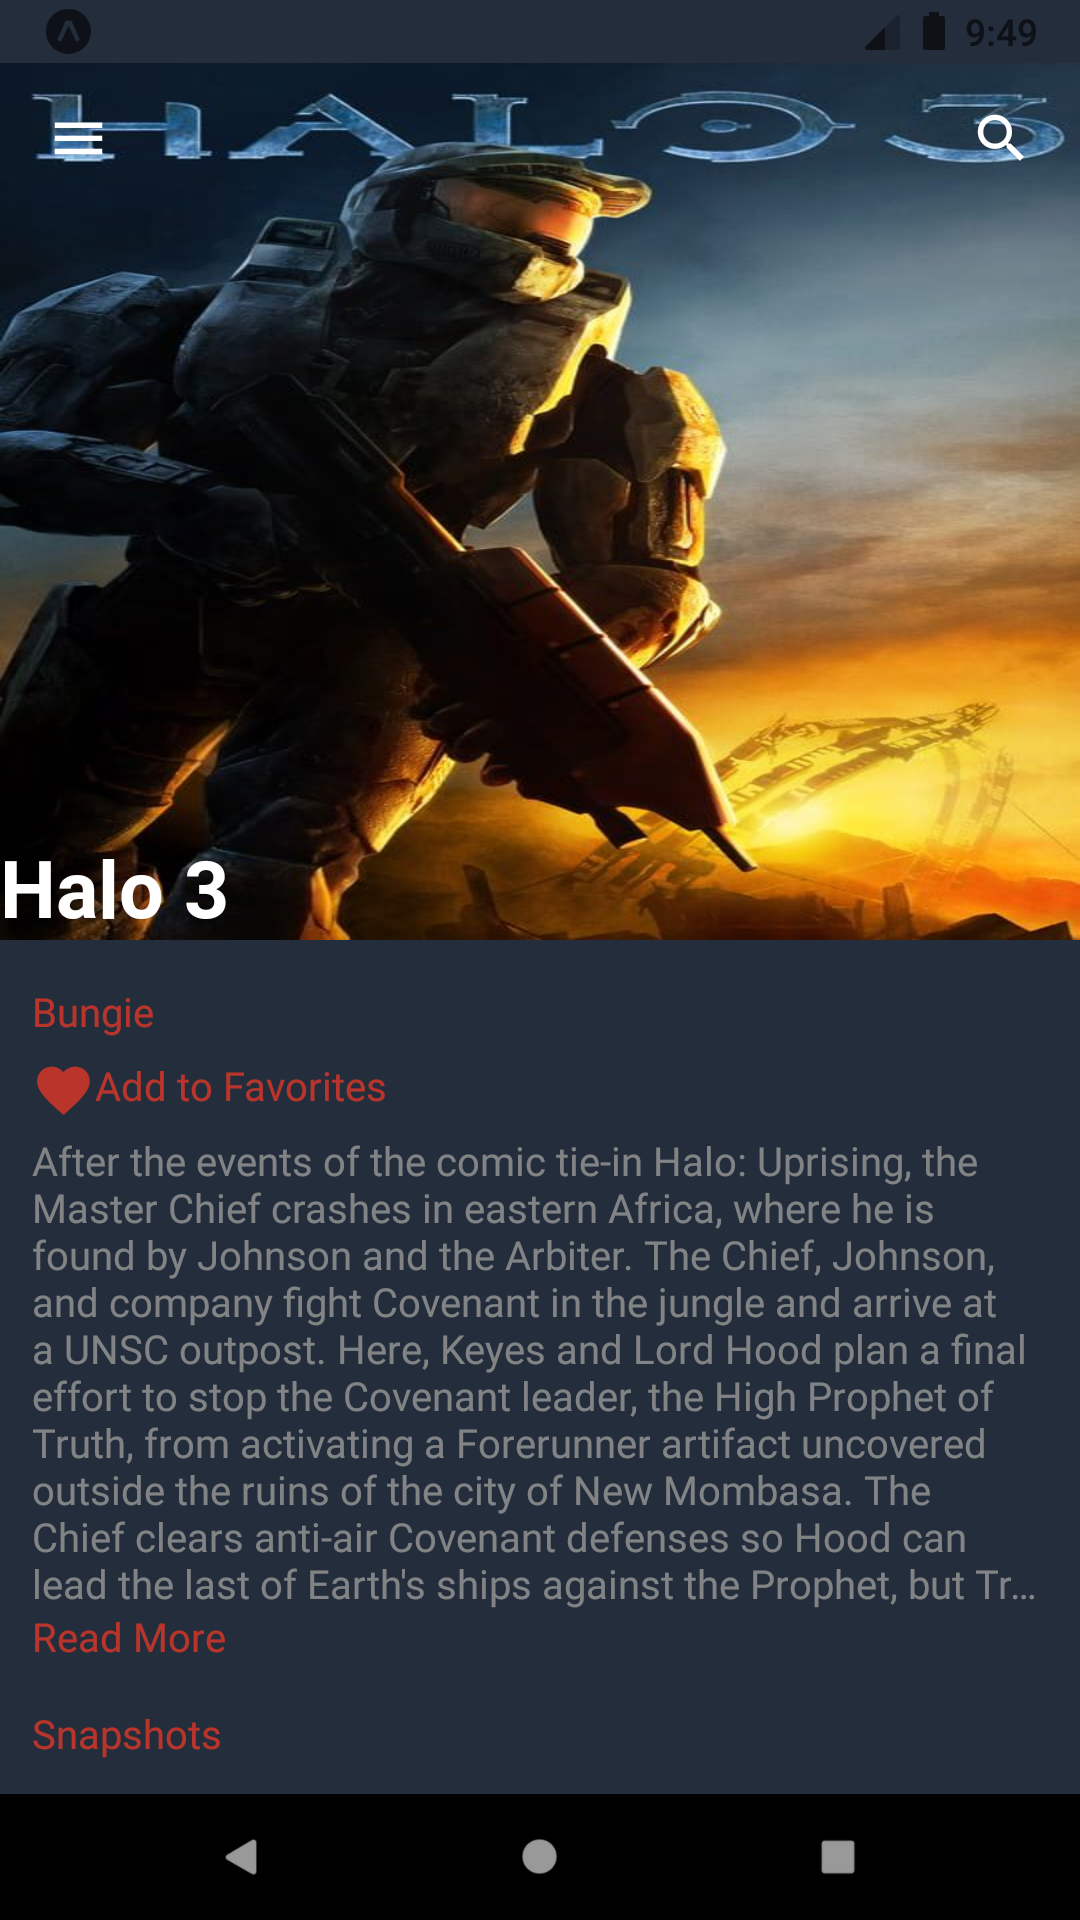 9:49
HALO 3
Halo 3
Bungie
Add to Favorites
After the events of the comic tie-in Halo: Uprising, the
Master Chief crashes in eastern Africa, where he is
found by Johnson and the Arbiter. The Chief, Johnson,
and company fight Covenant in the jungle and arrive at
a UNSC outpost. Here, Keyes and Lord Hood plan a final
effort to stop the Covenant leader, the High Prophet of
Truth, from activating a Forerunner artifact uncovered
outside the ruins of the city of New Mombasa. The
Chief clears anti-air Covenant defenses so Hood can
lead the last of Earth's ships against the Prophet, but Tr...
Read More
Snapshots